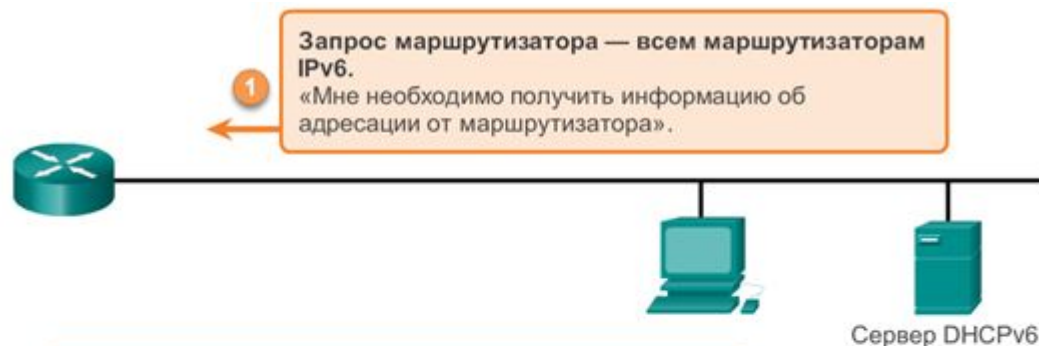 Запрос маршрутизатора — всем маршрутизаторам
IPv6.
1
«Мне необходимо получить информацию об
адресации от маршрутизатора».
Сервер DHCPv6